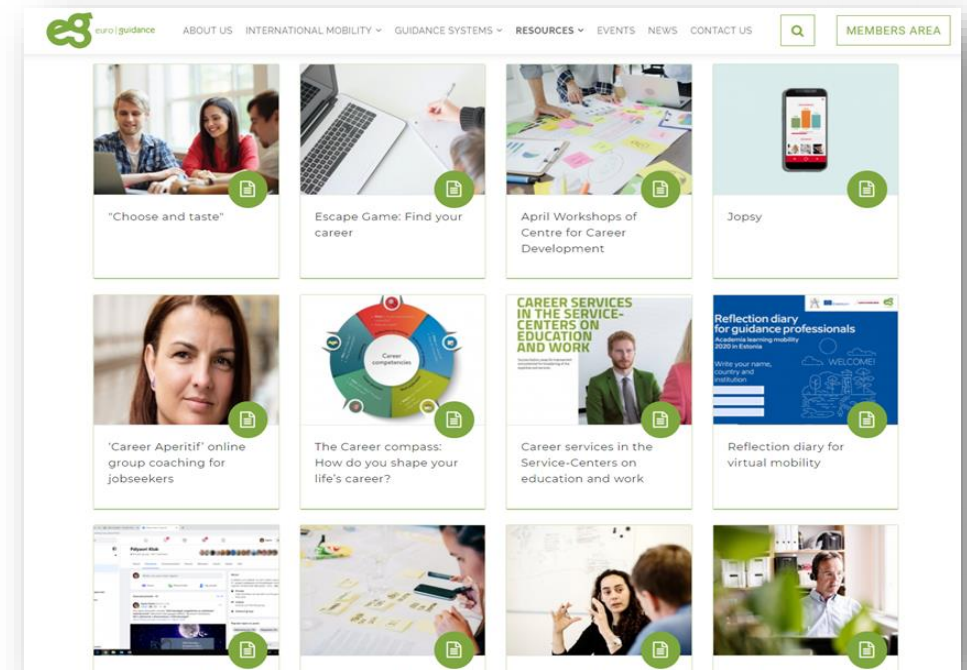 eg euro|guidance
ABOUT US INTERNATIONAL MOBILITY GUIDANCE SYSTEMS RESOURCES EVENTS NEWS CONTACT US MEMBERS AREA
"Choose and taste"
Escape Game: Find your
career
April Workshops of
Centre for Career
Development
Jopsy
CAREER SERVICES
IN THE SERVICE-
CENTERS ON
EDUCATION
AND WORK
Career
competencies
Reflection diary
for guidance professionals
Academia learning mobility
2020 in Estonia
Write your name,
country and
institution
WELCOME!
'Career Aperitif' online
group coaching for
jobseekers
The Career compass:
How do you shape your
life's career?
Career services in the
Service-Centers on
education and work
Reflection diary for
virtual mobility